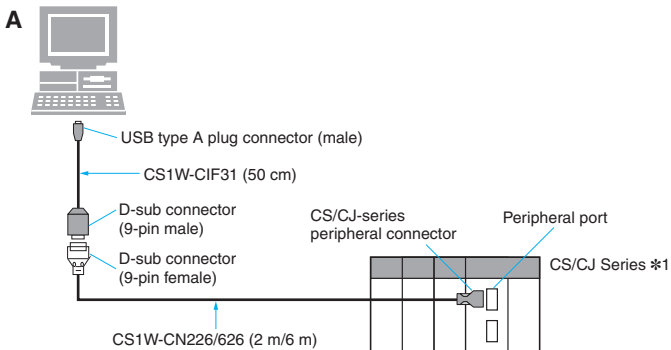 A
USB type A plug connector (male)
CS1W-CIF31 (50 cm)
D-sub connector
(9-pin male)
CS/CJ-series
peripheral connector
Peripheral port
D-sub connector
(9-pin female)
CS/CJ Series *1
CS1W-CN226/626 (2 m/6 m)